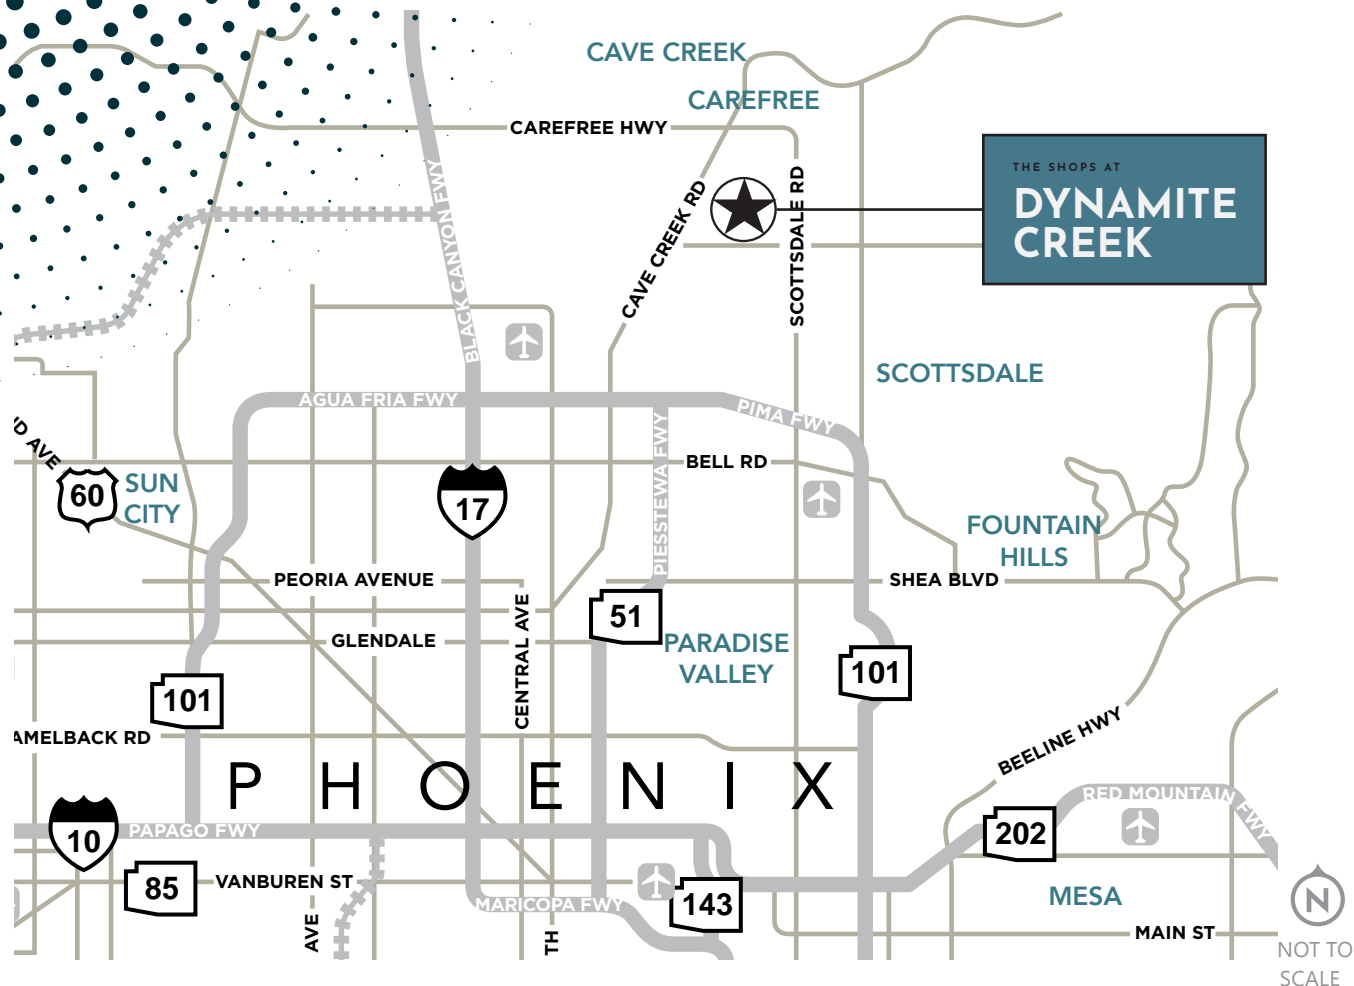 CAVE CREEK
CAREFREE
CAREFREE HWY
THE SHOPS AT
DYNAMITE
CREEK
BLACK CANYON FWY
CAVE CREEK RD
SCOTTSDALE RD
SCOTTSDALE
AGUA FRIA FWY
PIMA FWY
PIESSTEWA FWY
D AVE
60
SUN
CITY
17
BELL RD
FOUNTAIN
HILLS
PEORIA AVENUE
SHEA BLVD
CENTRAL AVE
51
GLENDALE
PARADISE
VALLEY
101
101
AMELBACK RD
BEELINE HWY
PHOENIX
RED MOUNTAIN FWY
10
PAPAGO FWY
202
85
VANBUREN ST
MARICOPA FWY
143
MESA
AVE
TH
MAIN ST
N
NOT TO
SCALE